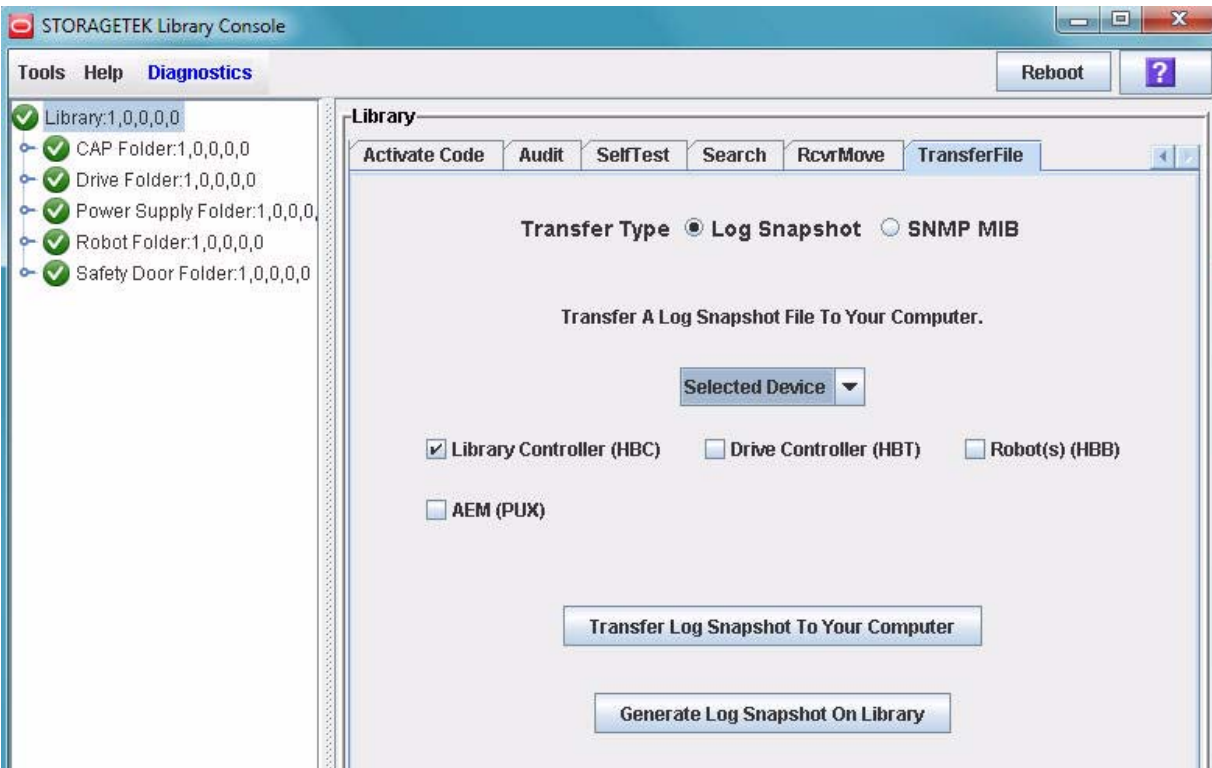 STORAGETEK Library Console
Tools Help Diagnostics
Reboot
?
Library:1,0,0,0,0
CAP Folder:1,0,0,0,0
Drive Folder:1,0,0,0,0
Power Supply Folder:1,0,0,0,
Robot Folder:1,0,0,0,0
Safety Door Folder:1,0,0,0,0
Library
Activate Code Audit SelfTest Search RcvrMove TransferFile
Transfer Type Log Snapshot SNMP MIB
Transfer A Log Snapshot File To Your Computer.
Selected Device
Library Controller (HBC) Drive Controller (HBT) Robot(s) (HBB)
AEM (PUX)
Transfer Log Snapshot To Your Computer
Generate Log Snapshot On Library